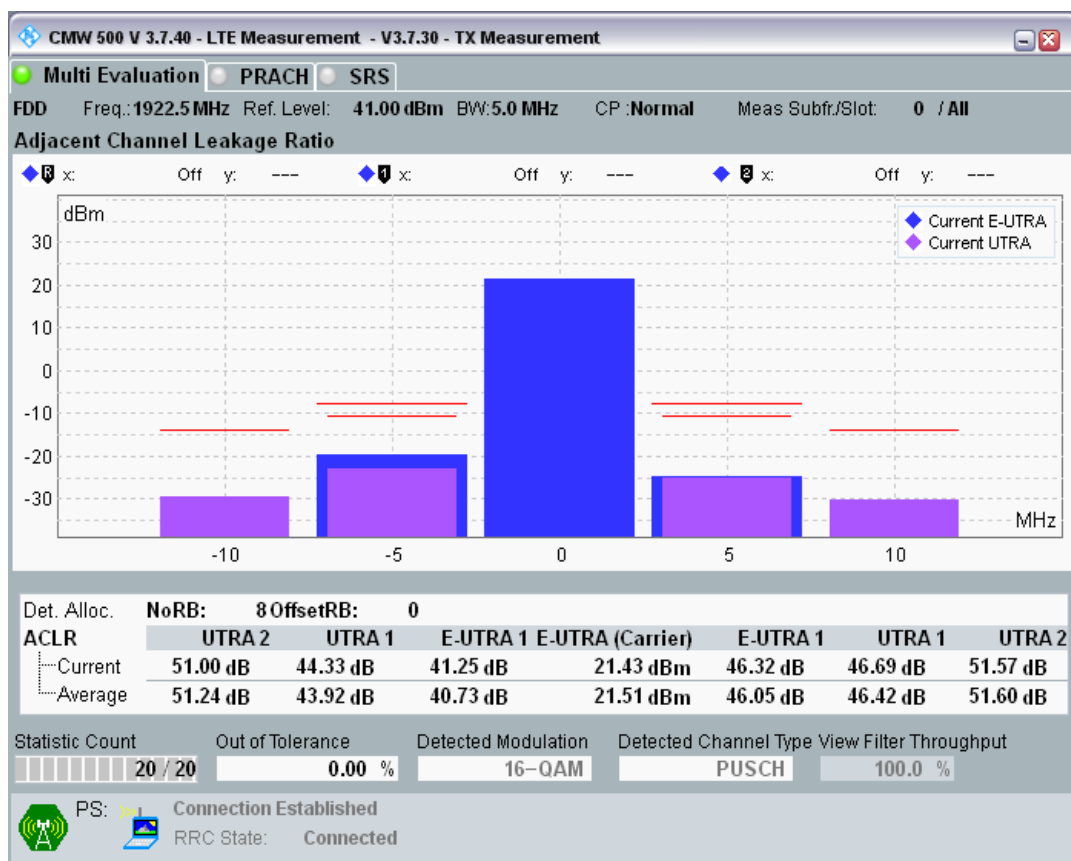 CMW 500 V 3.7.40 - LTE Measurement - V3.7.30 - TX Measurement
Multi Evaluation PRACH SRS
FDD Freq.: 1922.5 MHz Ref. Level: 41.00 dBm BW: 5.0 MHz CP : Normal Meas Subfr./Slot: 0 / All
Adjacent Channel Leakage Ratio
R x: Off y: --- 1 x: Off y: --- 2 x: Off y: ---
dBm
Current E-UTRA
Current UTRA
30
20
10
0
-10
-20
-30
MHz
-10 -5 0 5 10
Det. Alloc. NoRB: 8 OffsetRB: 0
ACLR UTRA 2 UTRA 1 E-UTRA 1 E-UTRA (Carrier) E-UTRA 1 UTRA 1 UTRA 2
Current 51.00 dB 44.33 dB 41.25 dB 21.43 dBm 46.32 dB 46.69 dB 51.57 dB
Average 51.24 dB 43.92 dB 40.73 dB 21.51 dBm 46.05 dB 46.42 dB 51.60 dB
Statistic Count Out of Tolerance Detected Modulation Detected Channel Type View Filter Throughput
20 / 20 0.00 % 16-QAM PUSCH 100.0 %
PS: Connection Established
RRC State: Connected